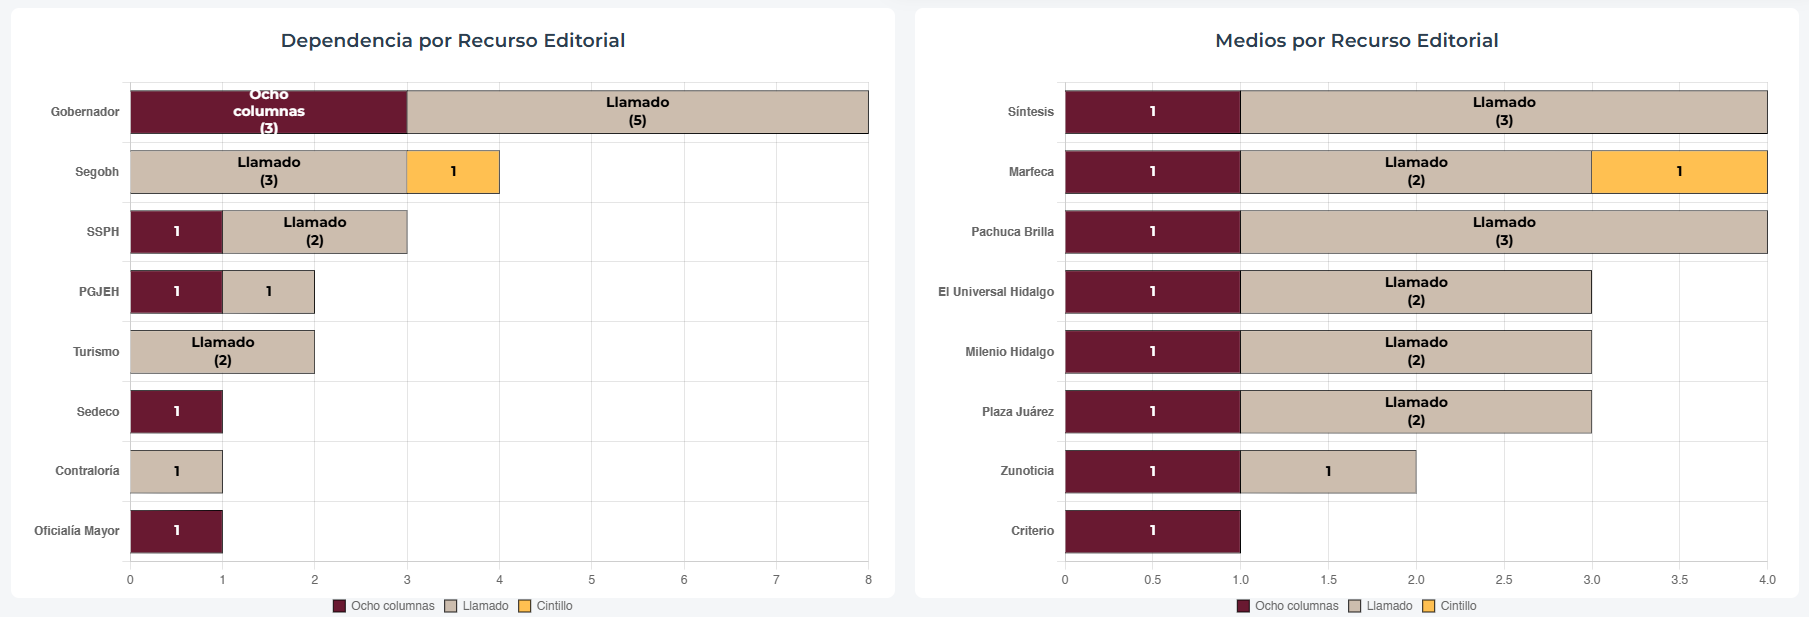 Dependencia por Recurso Editorial
Gobernador
Ocho
columnas
(3)
Llamado
(5)
Segobh
Llamado
(3)
1
SSPH
1
Llamado
(2)
PGJEH
1
1
Turismo
Llamado
(2)
Sedeco
1
Contraloría
1
Oficialía Mayor
1
0 1 2 3 4 5 6 7 8
Ocho columnas Llamado Cintillo
Medios por Recurso Editorial
Síntesis
1
Llamado
(3)
Marfeca
1
Llamado
(2)
1
Pachuca Brilla
1
Llamado
(3)
El Universal Hidalgo
1
Llamado
(2)
Milenio Hidalgo
1
Llamado
(2)
Plaza Juárez
1
Llamado
(2)
Zunoticia
1
1
Criterio
1
0 0.5 1.0 1.5 2.0 2.5 3.0 3.5 4.0
Ocho columnas Llamado Cintillo